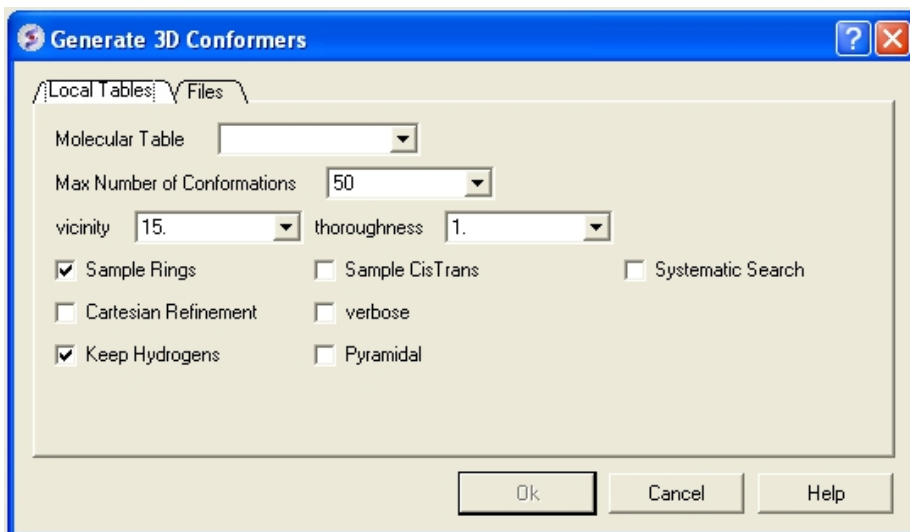 Generate 3D Conformers
Local Tables Files
Molecular Table
Max Number of Conformations 50
vicinity 15. thoroughness 1.
Sample Rings Sample CisTrans Systematic Search
Cartesian Refinement verbose
Keep Hydrogens Pyramidal
Ok Cancel Help